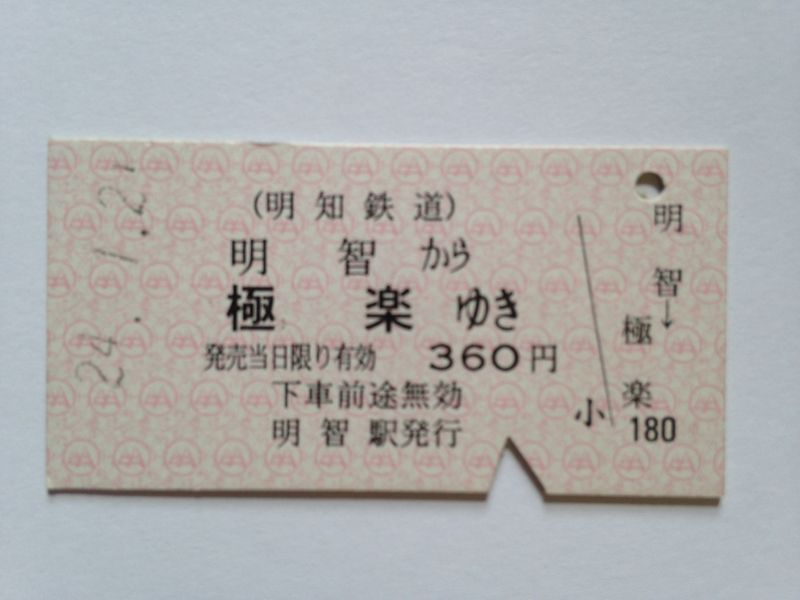 24. 1. 21
(明知鉄道)
明智から
極楽ゆき
発売当日限り有効 360円
下車前途無効
明智駅発行
明智→
極楽
小
180